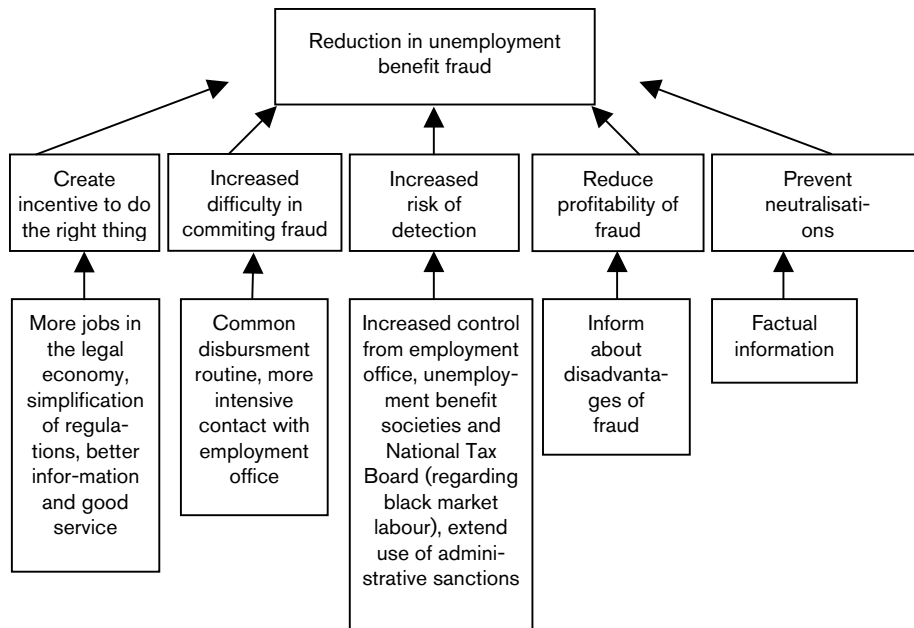 Reduction in unemployment
benefit fraud
Create
incentive to do
the right thing
Increased
difficulty in
commiting fraud
Increased
risk of
detection
Reduce
profitability of
fraud
Prevent
neutralisati-
ons
More jobs in
the legal
economy,
simplification
of regula-
tions, better
infor-mation
and good
service
Common
disbursment
routine, more
intensive
contact with
employment
office
Increased control
from employment
office, unemploy-
ment benefit
societies and
National Tax
Board (regarding
black market
labour), extend
use of admini-
strative sanctions
Inform
about
disadvanta-
ges of
fraud
Factual
information